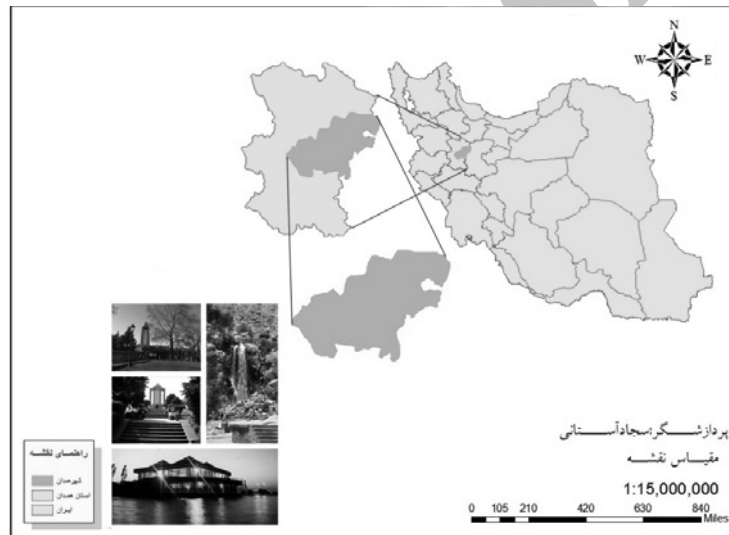 N
W E
S
پردازشگر:سجادآستانی
مقیاس نقشه
1:15,000,000
0 105 210 420 630 840
Miles
راهنمای نقشه
شهرهمدان
استان همدان
ایران